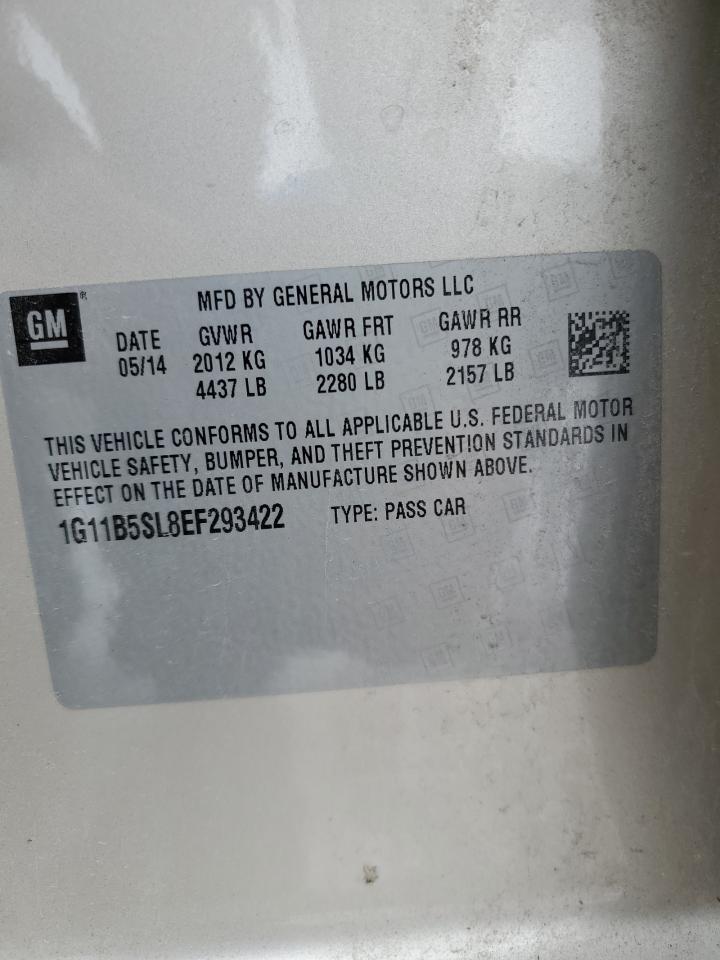 GM ®
MFD BY GENERAL MOTORS LLC
DATE GVWR GAWR FRT GAWR RR
05/14 2012 KG 1034 KG 978 KG
4437 LB 2280 LB 2157 LB
THIS VEHICLE CONFORMS TO ALL APPLICABLE U.S. FEDERAL MOTOR
VEHICLE SAFETY, BUMPER, AND THEFT PREVENTION STANDARDS IN
EFFECT ON THE DATE OF MANUFACTURE SHOWN ABOVE.
1G11B5SL8EF293422 TYPE: PASS CAR